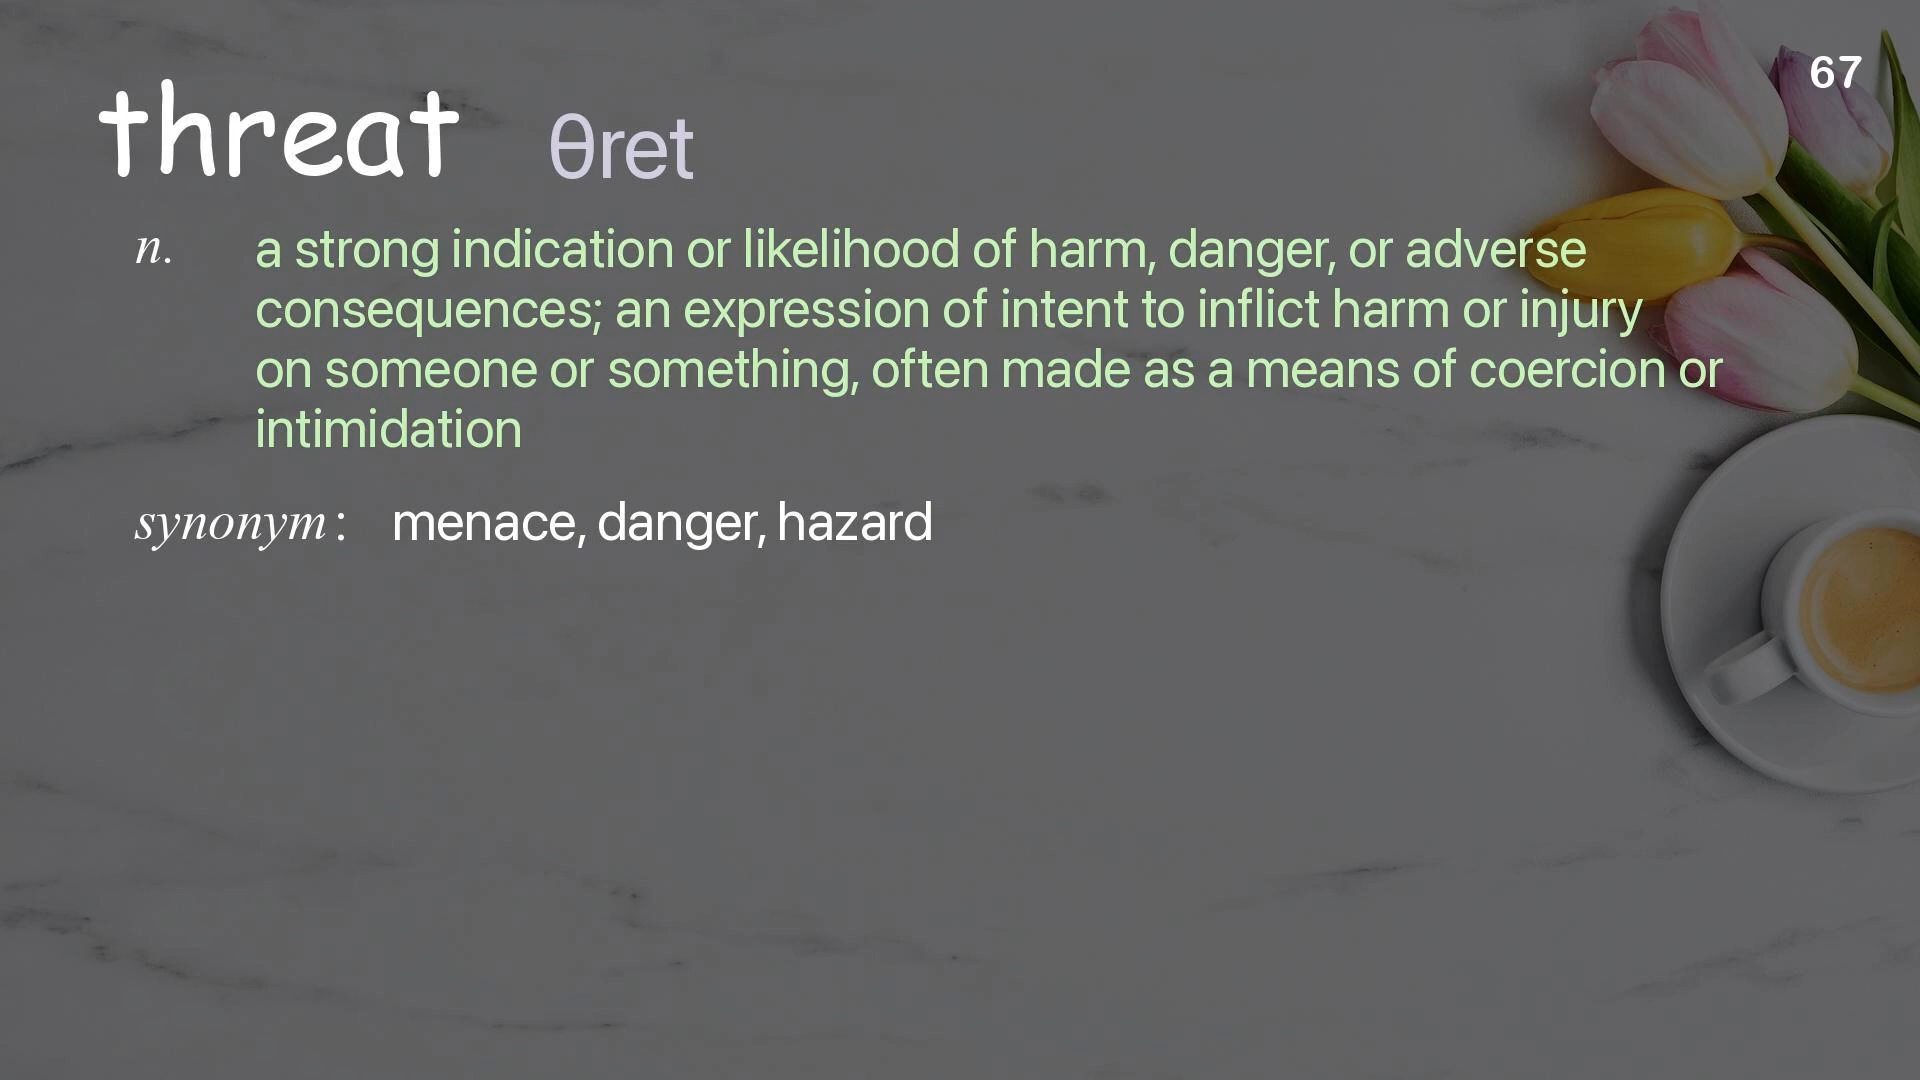 67
threat θret
n. a strong indication or likelihood of harm, danger, or adverse
consequences; an expression of intent to inflict harm or injury
on someone or something, often made as a means of coercion or
intimidation
synonym: menace, danger, hazard